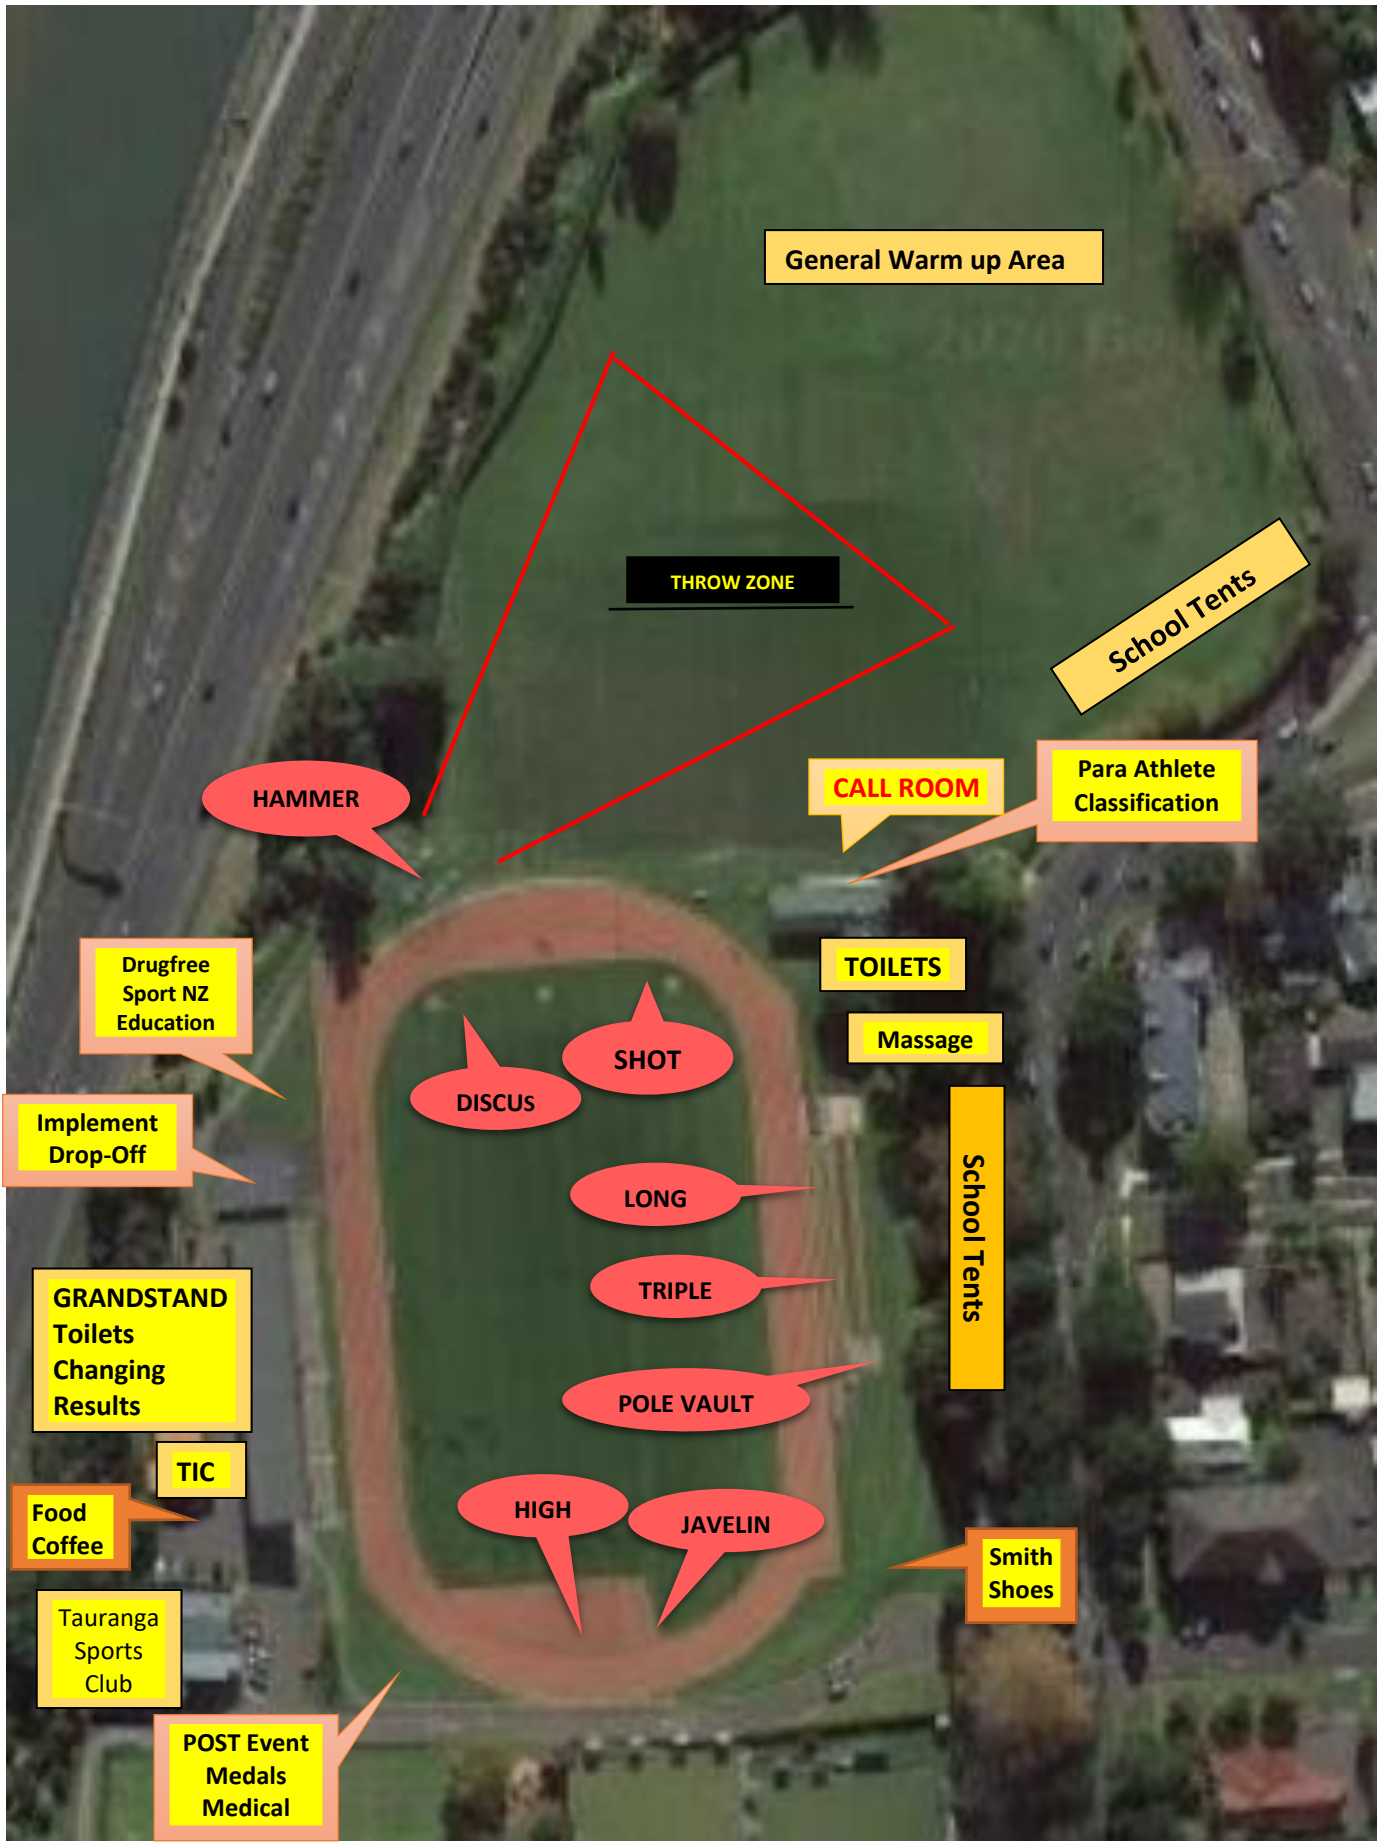 General Warm up Area
THROW ZONE
School Tents
HAMMER
CALL ROOM
Para Athlete
Classification
Drugfree
Sport NZ
Education
TOILETS
Massage
SHOT
DISCUs
Implement
Drop-Off
School Tents
LONG
TRIPLE
GRANDSTAND
Toilets
Changing
Results
POLE VAULT
TIC
Food
Coffee
HIGH
JAVELIN
Smith
Shoes
Tauranga
Sports
Club
POST Event
Medals
Medical